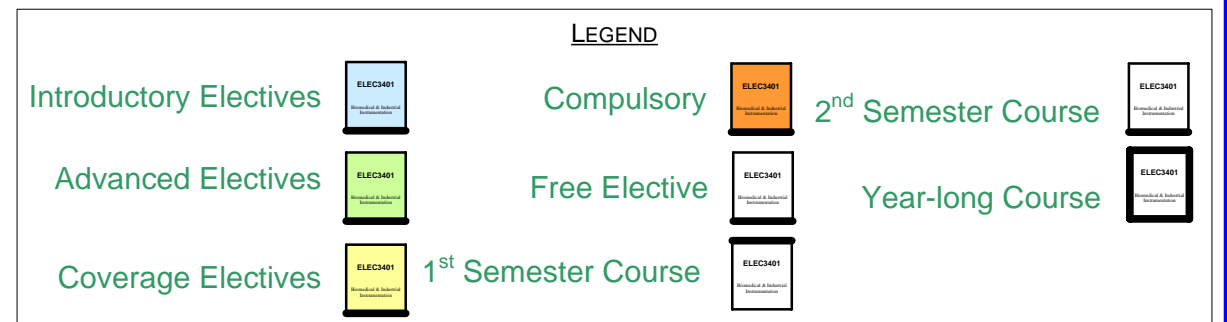 LEGEND
Introductory Electives
ELEC3401
Biomedical & Industrial
Instrumentation
Compulsory
ELEC3401
Biomedical & Industrial
Instrumentation
2nd Semester Course
ELEC3401
Biomedical & Industrial
Instrumentation
Advanced Electives
ELEC3401
Biomedical & Industrial
Instrumentation
Free Elective
ELEC3401
Biomedical & Industrial
Instrumentation
Year-long Course
ELEC3401
Biomedical & Industrial
Instrumentation
Coverage Electives
ELEC3401
Biomedical & Industrial
Instrumentation
1st Semester Course
ELEC3401
Biomedical & Industrial
Instrumentation